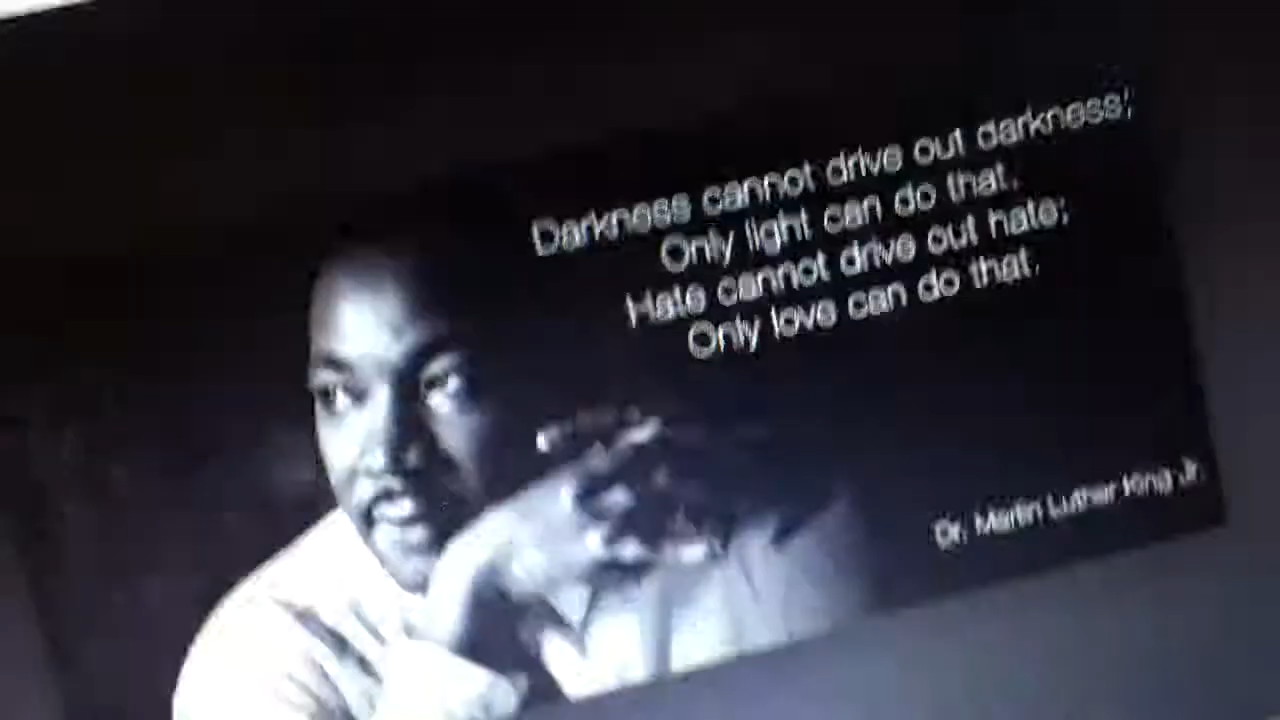 Darkness cannot drive out darkness;
Only light can do that.
Hate cannot drive out hate;
Only love can do that.
Dr. Martin Luther King Jr.